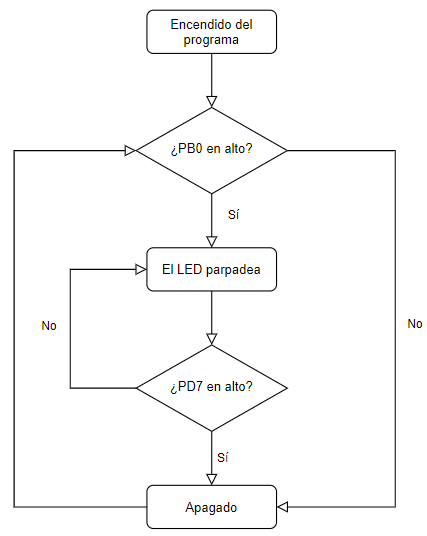 Encendido del
programa
¿PB0 en alto?
Sí
El LED parpadea
No
No
¿PD7 en alto?
Sí
Apagado